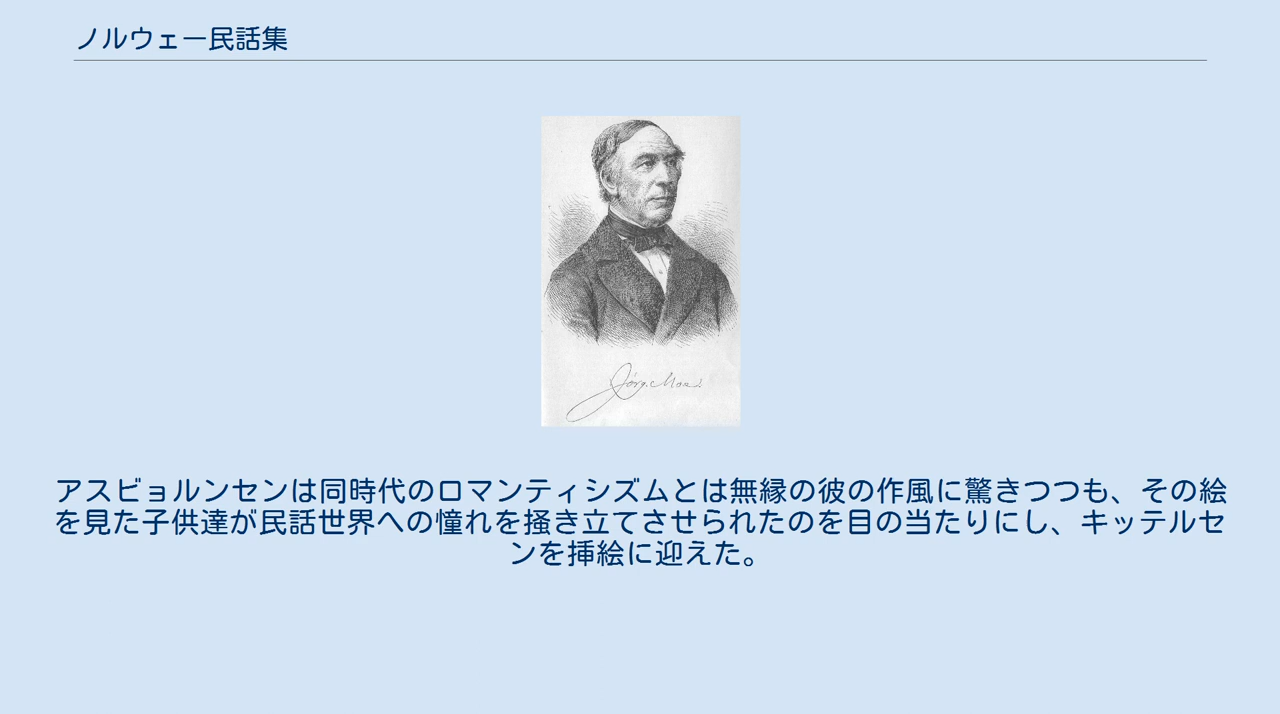 ノルウェー民話集
Jörg. Moe
アスビョルンセンは同時代のロマンティシズムとは無縁の彼の作風に驚きつつも、その絵
を見た子供達が民話世界への憧れを掻き立てさせられたのを目の当たりにし、キッテルセ
ンを挿絵に迎えた。